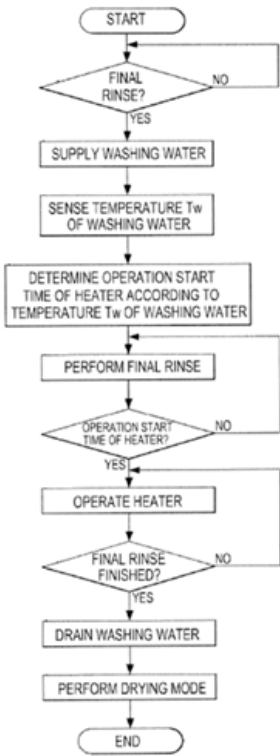 START
FINAL
RINSE?
NO
YES
SUPPLY WASHING WATER
SENSE TEMPERATURE Tw
OF WASHING WATER
DETERMINE OPERATION START
TIME OF HEATER ACCORDING TO
TEMPERATURE Tw OF WASHING WATER
PERFORM FINAL RINSE
OPERATION START
TIME OF HEATER?
NO
YES
OPERATE HEATER
FINAL RINSE
FINISHED?
NO
YES
DRAIN WASHING WATER
PERFORM DRYING MODE
END